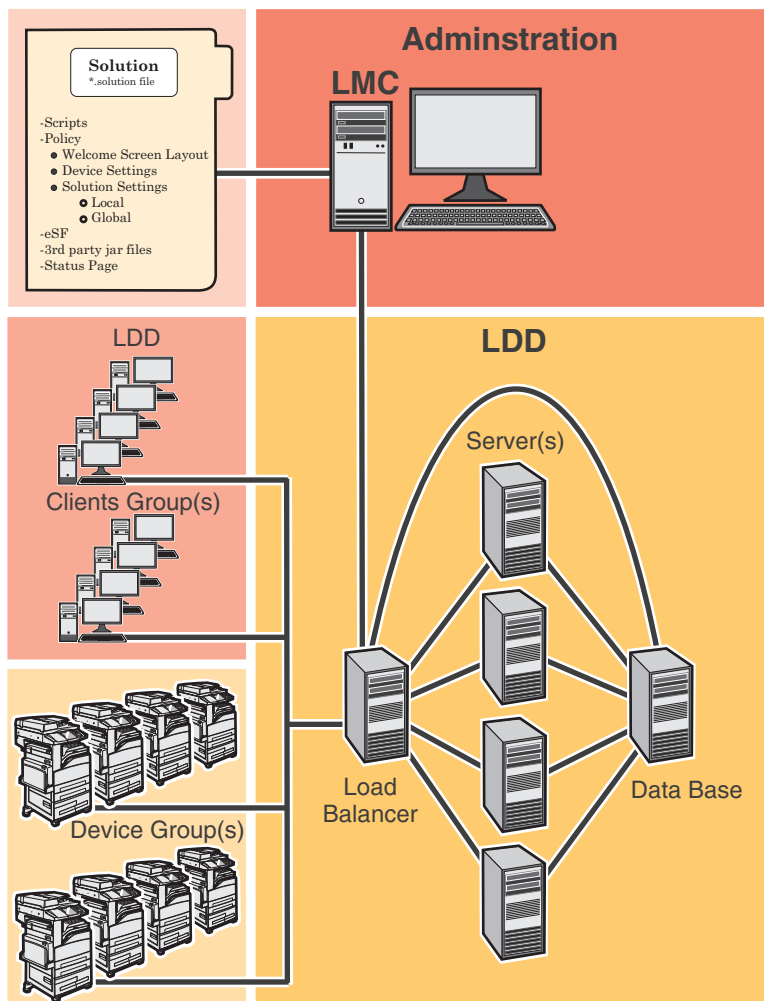 Solution
*.solution file
-Scripts
-Policy
• Welcome Screen Layout
• Device Settings
• Solution Settings
Local
Global
-eSF
-3rd party jar files
-Status Page
Adminstration
LMC
LDD
Clients Group(s)
Device Group(s)
LDD
Server(s)
Load
Balancer
Data Base